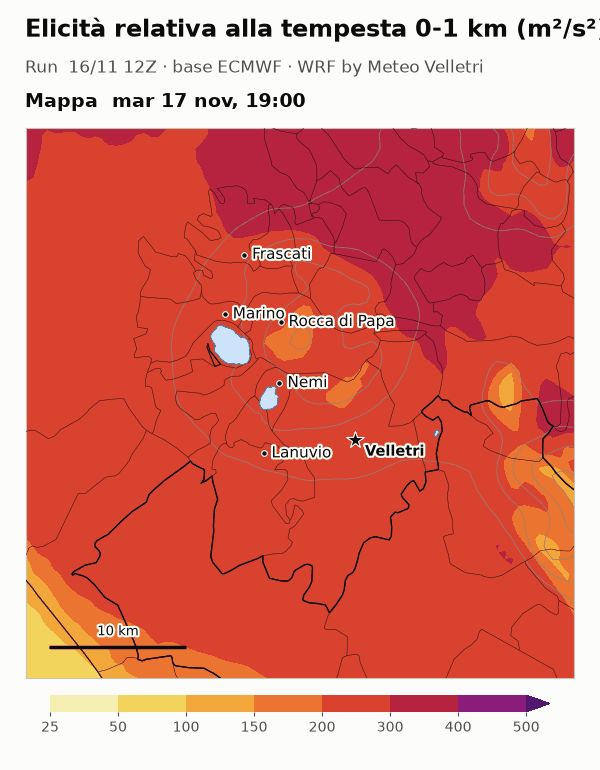 Elicità relativa alla tempesta 0-1 km (m²/s²)
Run 16/11 12Z · base ECMWF · WRF by Meteo Velletri
Mappa mar 17 nov, 19:00
Frascati
Marino
Rocca di Papa
Nemi
Velletri
Lanuvio
10 km
25 50 100 150 200 300 400 500